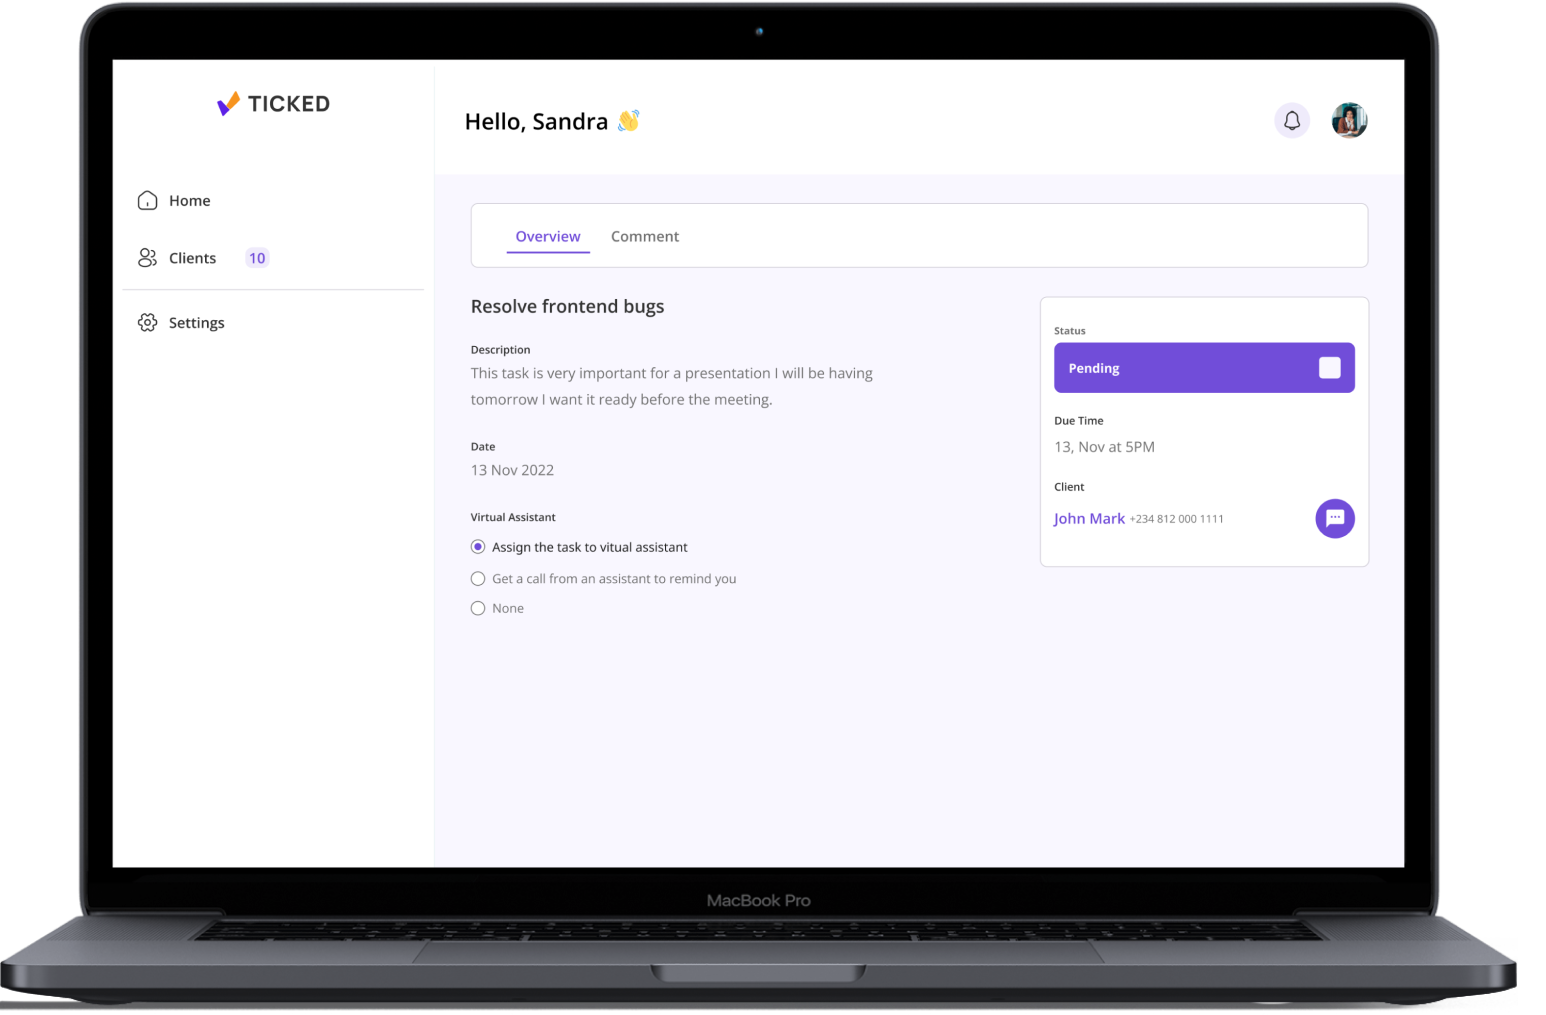 TICKED
Hello, Sandra 👋
Home
Clients 10
Settings
Overview Comment
Resolve frontend bugs
Description
This task is very important for a presentation I will be having
tomorrow I want it ready before the meeting.
Date
13 Nov 2022
Virtual Assistant
Assign the task to vitual assistant
Get a call from an assistant to remind you
None
Status
Pending
Due Time
13, Nov at 5PM
Client
John Mark +234 812 000 1111
MacBook Pro